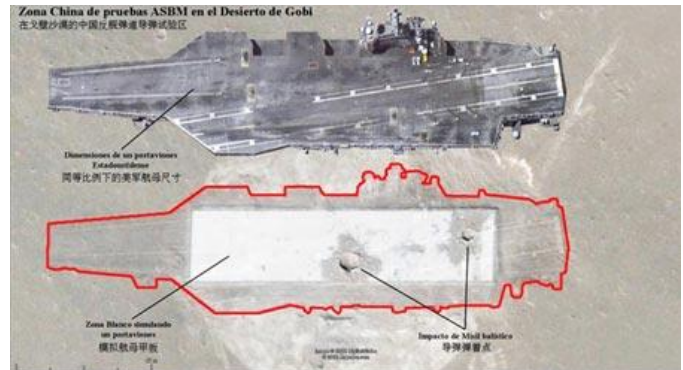 Zona China de pruebas ASBM en el Desierto de Gobi
在戈壁沙漠的中国反舰弹道导弹试验区
Dimensiones de un portaviones
Estadounidense
同等比例下的美军航母尺寸
Zona Blanco simulando
un portaviones
模拟航母甲板
Impacto de Misil balístico
导弹弹着点